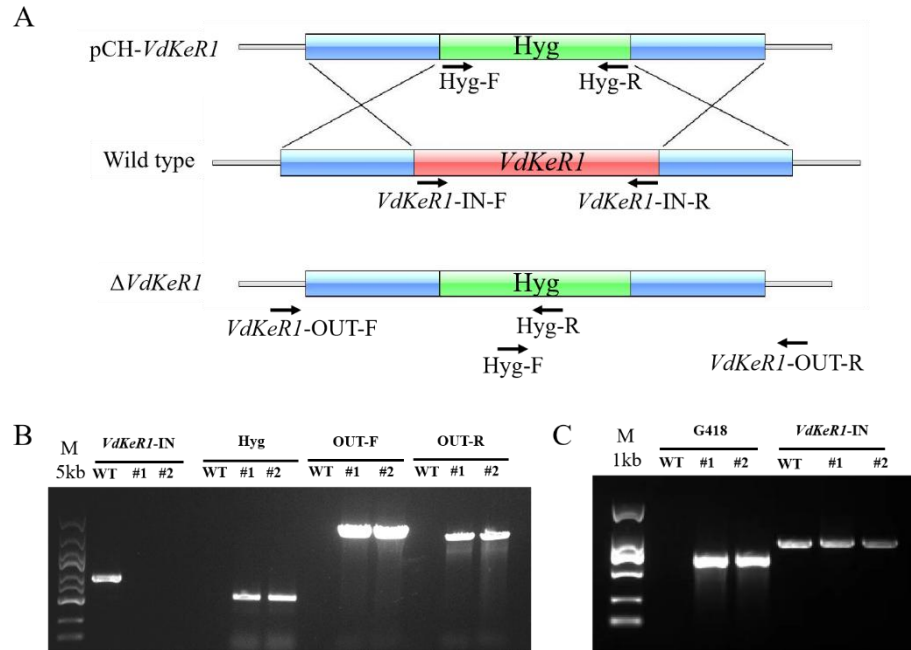 A
pCH-VdKeR1
Hyg
Hyg-F
Hyg-R
Wild type
VdKeR1
VdKeR1-IN-F
VdKeR1-IN-R
ΔVdKeR1
Hyg
VdKeR1-OUT-F
Hyg-R
Hyg-F
VdKeR1-OUT-R
B
M
5kb
VdKeR1-IN
Hyg
OUT-F
OUT-R
WT #1 #2
WT #1 #2
WT #1 #2
WT #1 #2
C
M
1kb
G418
VdKeR1-IN
WT #1 #2
WT #1 #2